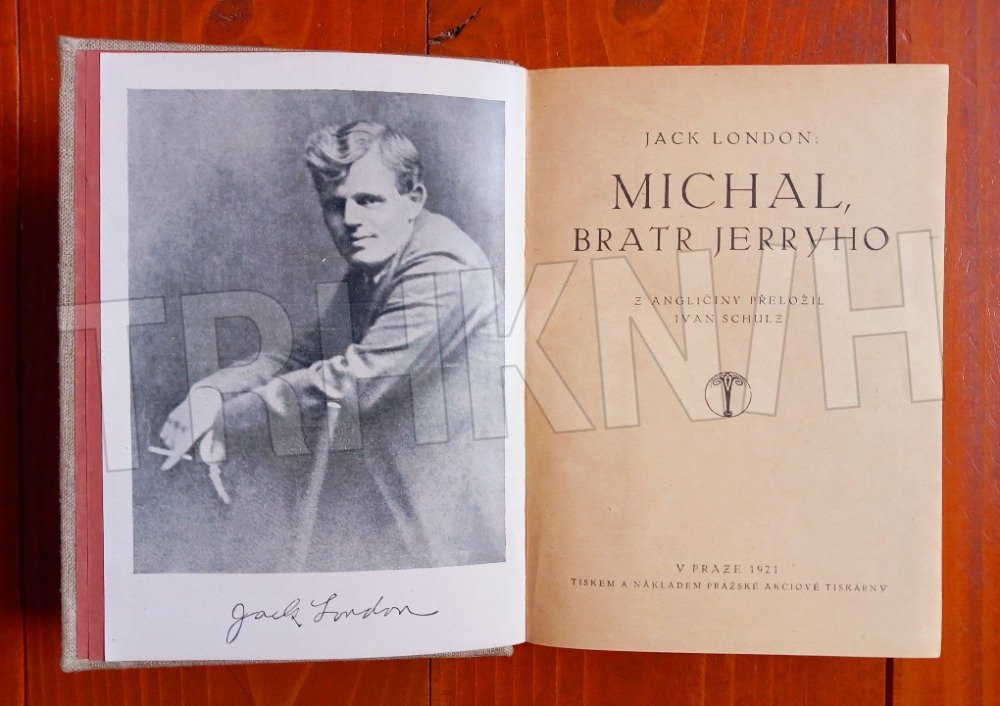 Jack London
JACK LONDON:
MICHAL,
BRATR JERRYHO
Z ANGLIČINY PŘELOŽIL
IVAN SCHULZ
V PRAZE 1921
TISKEM A NÁKLADEM PRAŽSKÉ AKCIOVÉ TISKÁRNY
TRHKNIH